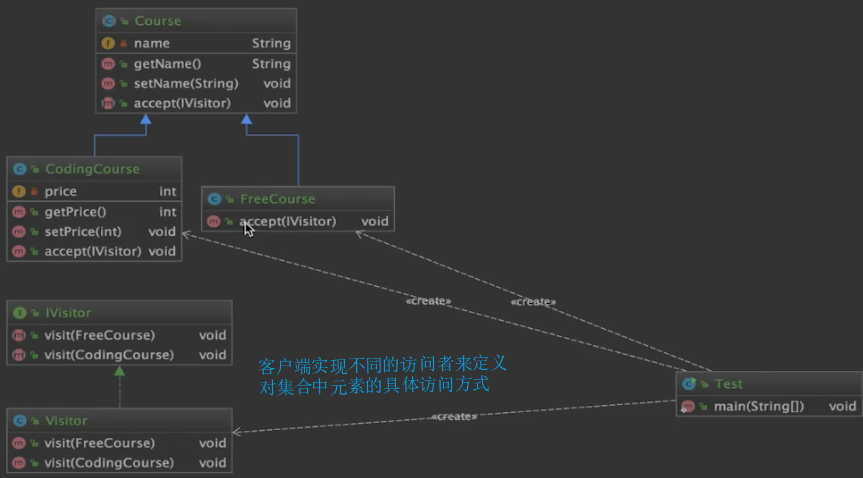 Course
name String
getName() String
setName(String) void
accept(IVisitor) void
CodingCourse
price int
getPrice() int
setPrice(int) void
accept(IVisitor) void
FreeCourse
accept(IVisitor) void
«create»
«create»
IVisitor
visit(FreeCourse) void
visit(CodingCourse) void
客户端实现不同的访问者来定义
对集合中元素的具体访问方式
Test
main(String[]) void
Visitor
visit(FreeCourse) void
visit(CodingCourse) void
«create»